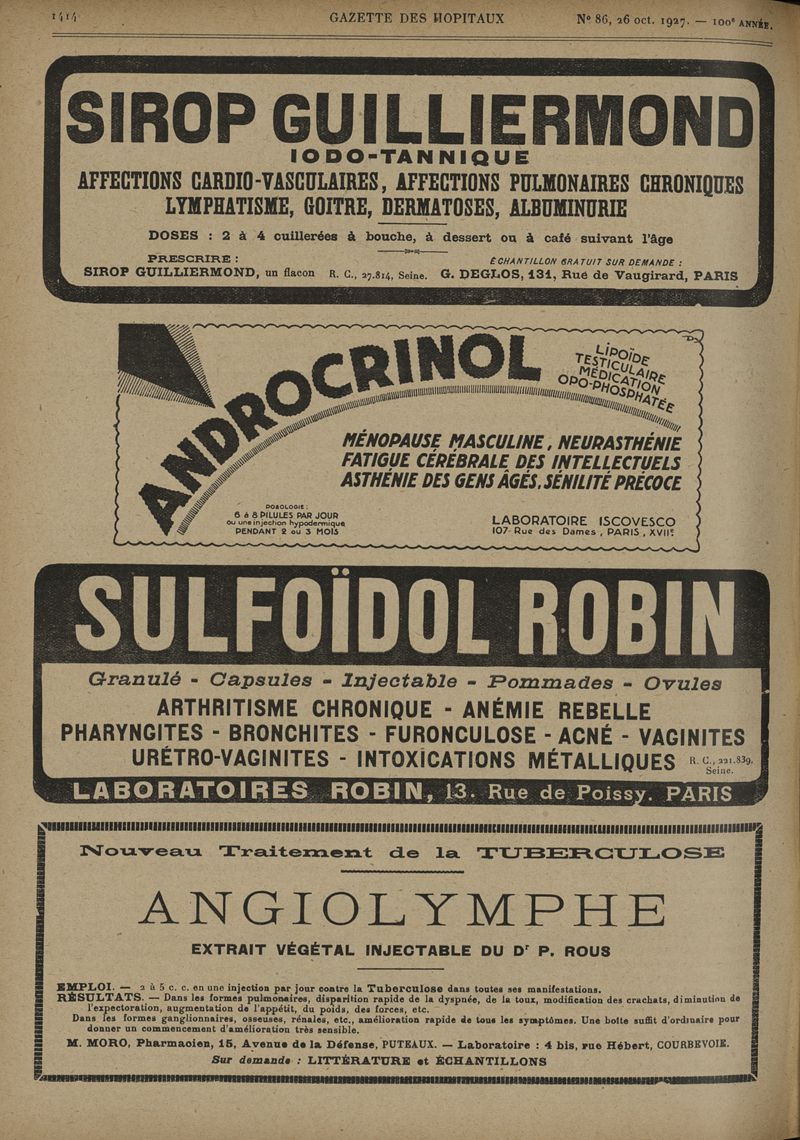 1414
GAZETTE DES HOPITAUX
N° 86, 26 oct. 1927. — 100e ANNÉE.
SIROP GUILLIERMOND
IODO-TANNIQUE
AFFECTIONS CARDIO-VASCULAIRES, AFFECTIONS PULMONAIRES CHRONIQUES
LYMPHATISME, GOITRE, DERMATOSES, ALBUMINURIE
DOSES : 2 à 4 cuillerées à bouche, à dessert ou à café suivant l'âge
PRESCRIRE :
ÉCHANTILLON GRATUIT SUR DEMANDE :
SIROP GUILLIERMOND, un flacon R. C., 27.814, Seine. G. DEGLOS, 131, Rue de Vaugirard, PARIS
ANDROCRINOL
LIPOÏDE
TESTICULAIRE
MÉDICATION
OPO-PHOSPHATÉE
MÉNOPAUSE MASCULINE, NEURASTHÉNIE
FATIGUE CÉRÉBRALE DES INTELLECTUELS
ASTHÉNIE DES GENS ÂGÉS. SÉNILITÉ PRÉCOCE
POSOLOGIE :
6 à 8 PILULES PAR JOUR
ou une injection hypodermique
PENDANT 2 ou 3 MOIS
LABORATOIRE ISCOVESCO
107 Rue des Dames, PARIS, XVIIe
SULFOÏDOL ROBIN
Granulé - Capsules - Injectable - Pommades - Ovules
ARTHRITISME CHRONIQUE - ANÉMIE REBELLE
PHARYNGITES - BRONCHITES - FURONCULOSE - ACNÉ - VAGINITES
URÉTRO-VAGINITES - INTOXICATIONS MÉTALLIQUES R. C., 221.839.
Seine.
LABORATOIRES ROBIN, 13. Rue de Poissy. PARIS
Nouveau Traitement de la TUBERCULOSE
ANGIOLYMPHE
EXTRAIT VÉGÉTAL INJECTABLE DU Dr P. ROUS
EMPLOI. — 2 à 5 c. c. en une injection par jour contre la Tuberculose dans toutes ses manifestations.
RÉSULTATS. — Dans les formes pulmonaires, disparition rapide de la dyspnée, de la toux, modification des crachats, diminution de
l'expectoration, augmentation de l'appétit, du poids, des forces, etc.
Dans les formes ganglionnaires, osseuses, rénales, etc., amélioration rapide de tous les symptômes. Une boîte suffit d'ordinaire pour
donner un commencement d'amélioration très sensible.
M. MORO, Pharmacien, 15, Avenue de la Défense, PUTEAUX. — Laboratoire : 4 bis, rue Hébert, COURBEVOIE.
Sur demande : LITTÉRATURE et ÉCHANTILLONS